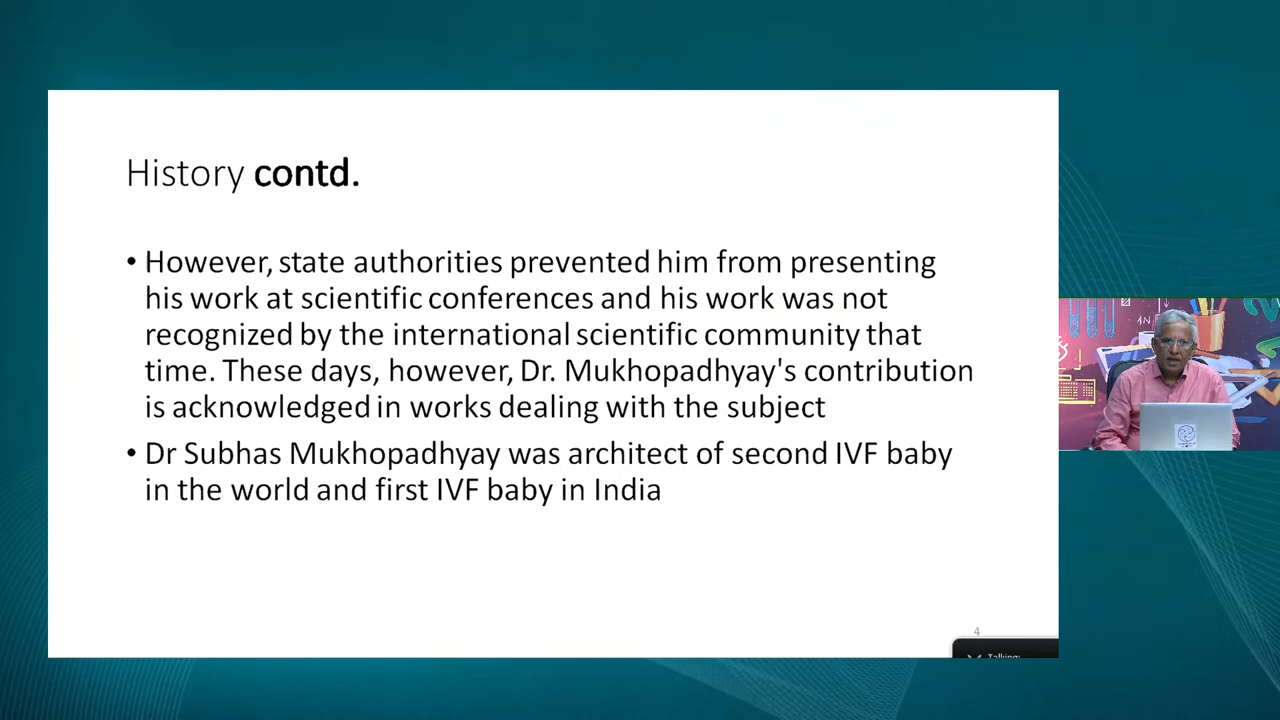 History contd.
• However, state authorities prevented him from presenting
his work at scientific conferences and his work was not
recognized by the international scientific community that
time. These days, however, Dr. Mukhopadhyay's contribution
is acknowledged in works dealing with the subject
• Dr Subhas Mukhopadhyay was architect of second IVF baby
in the world and first IVF baby in India
4
Talking: